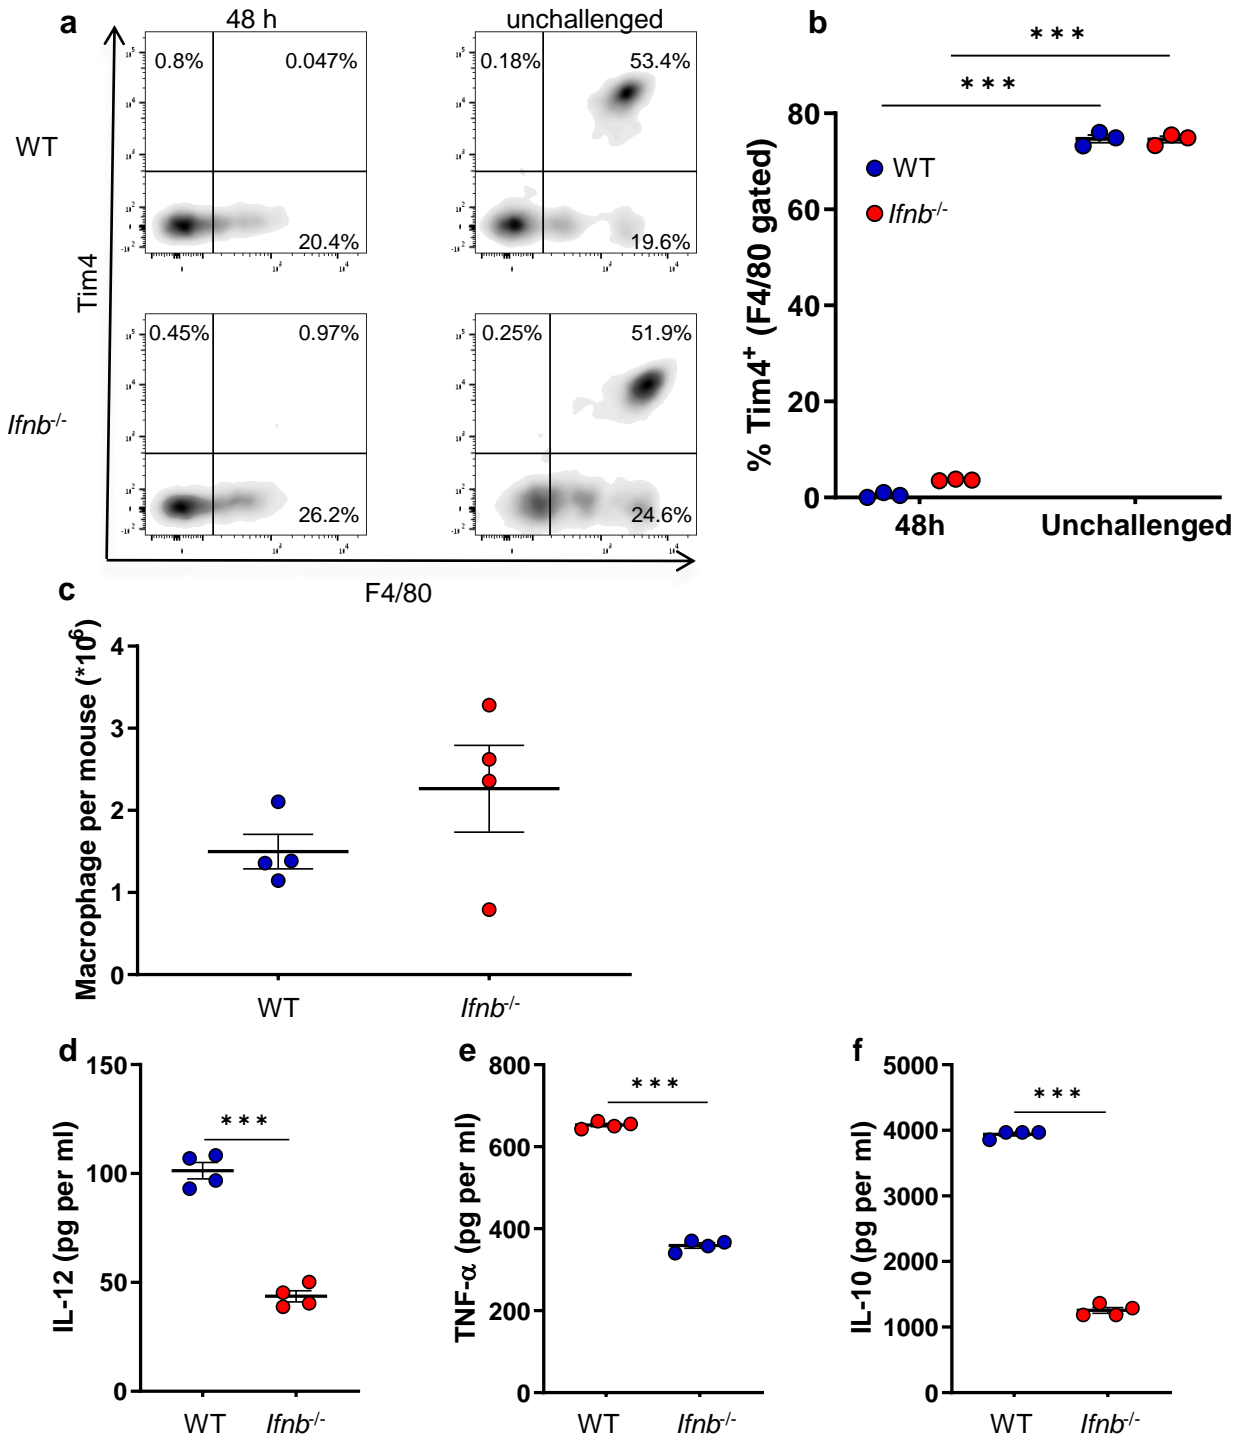 a
48 h
unchallenged
WT
0.8%
0.047%
20.4%
0.18%
53.4%
19.6%
Tim4
Ifnb-/-
0.45%
0.97%
26.2%
0.25%
51.9%
24.6%
F4/80
b
% Tim4+ (F4/80 gated)
***
***
80
60
40
20
0
WT
Ifnb-/-
48h
Unchallenged
c
Macrophage per mouse (*10^6)
4
3
2
1
0
WT
Ifnb-/-
d
IL-12 (pg per ml)
150
100
50
0
***
WT
Ifnb-/-
e
TNF-α (pg per ml)
800
600
400
200
0
***
WT
Ifnb-/-
f
IL-10 (pg per ml)
5000
4000
3000
2000
1000
0
***
WT
Ifnb-/-